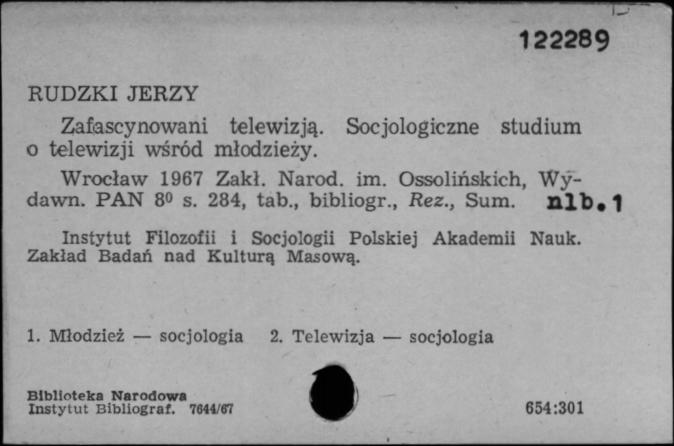 122289
RUDZKI JERZY
Zafascynowani telewizją. Socjologiczne studium
o telewizji wśród młodzieży.
Wrocław 1967 Zakł. Narod. im. Ossolińskich, Wy-
dawn. PAN 8⁰ s. 284, tab., bibliogr., Rez., Sum. nlb.1
Instytut Filozofii i Socjologii Polskiej Akademii Nauk.
Zakład Badań nad Kulturą Masową.
1. Młodzież — socjologia 2. Telewizja — socjologia
Biblioteka Narodowa
Instytut Bibliograf. 7644/67 654:301